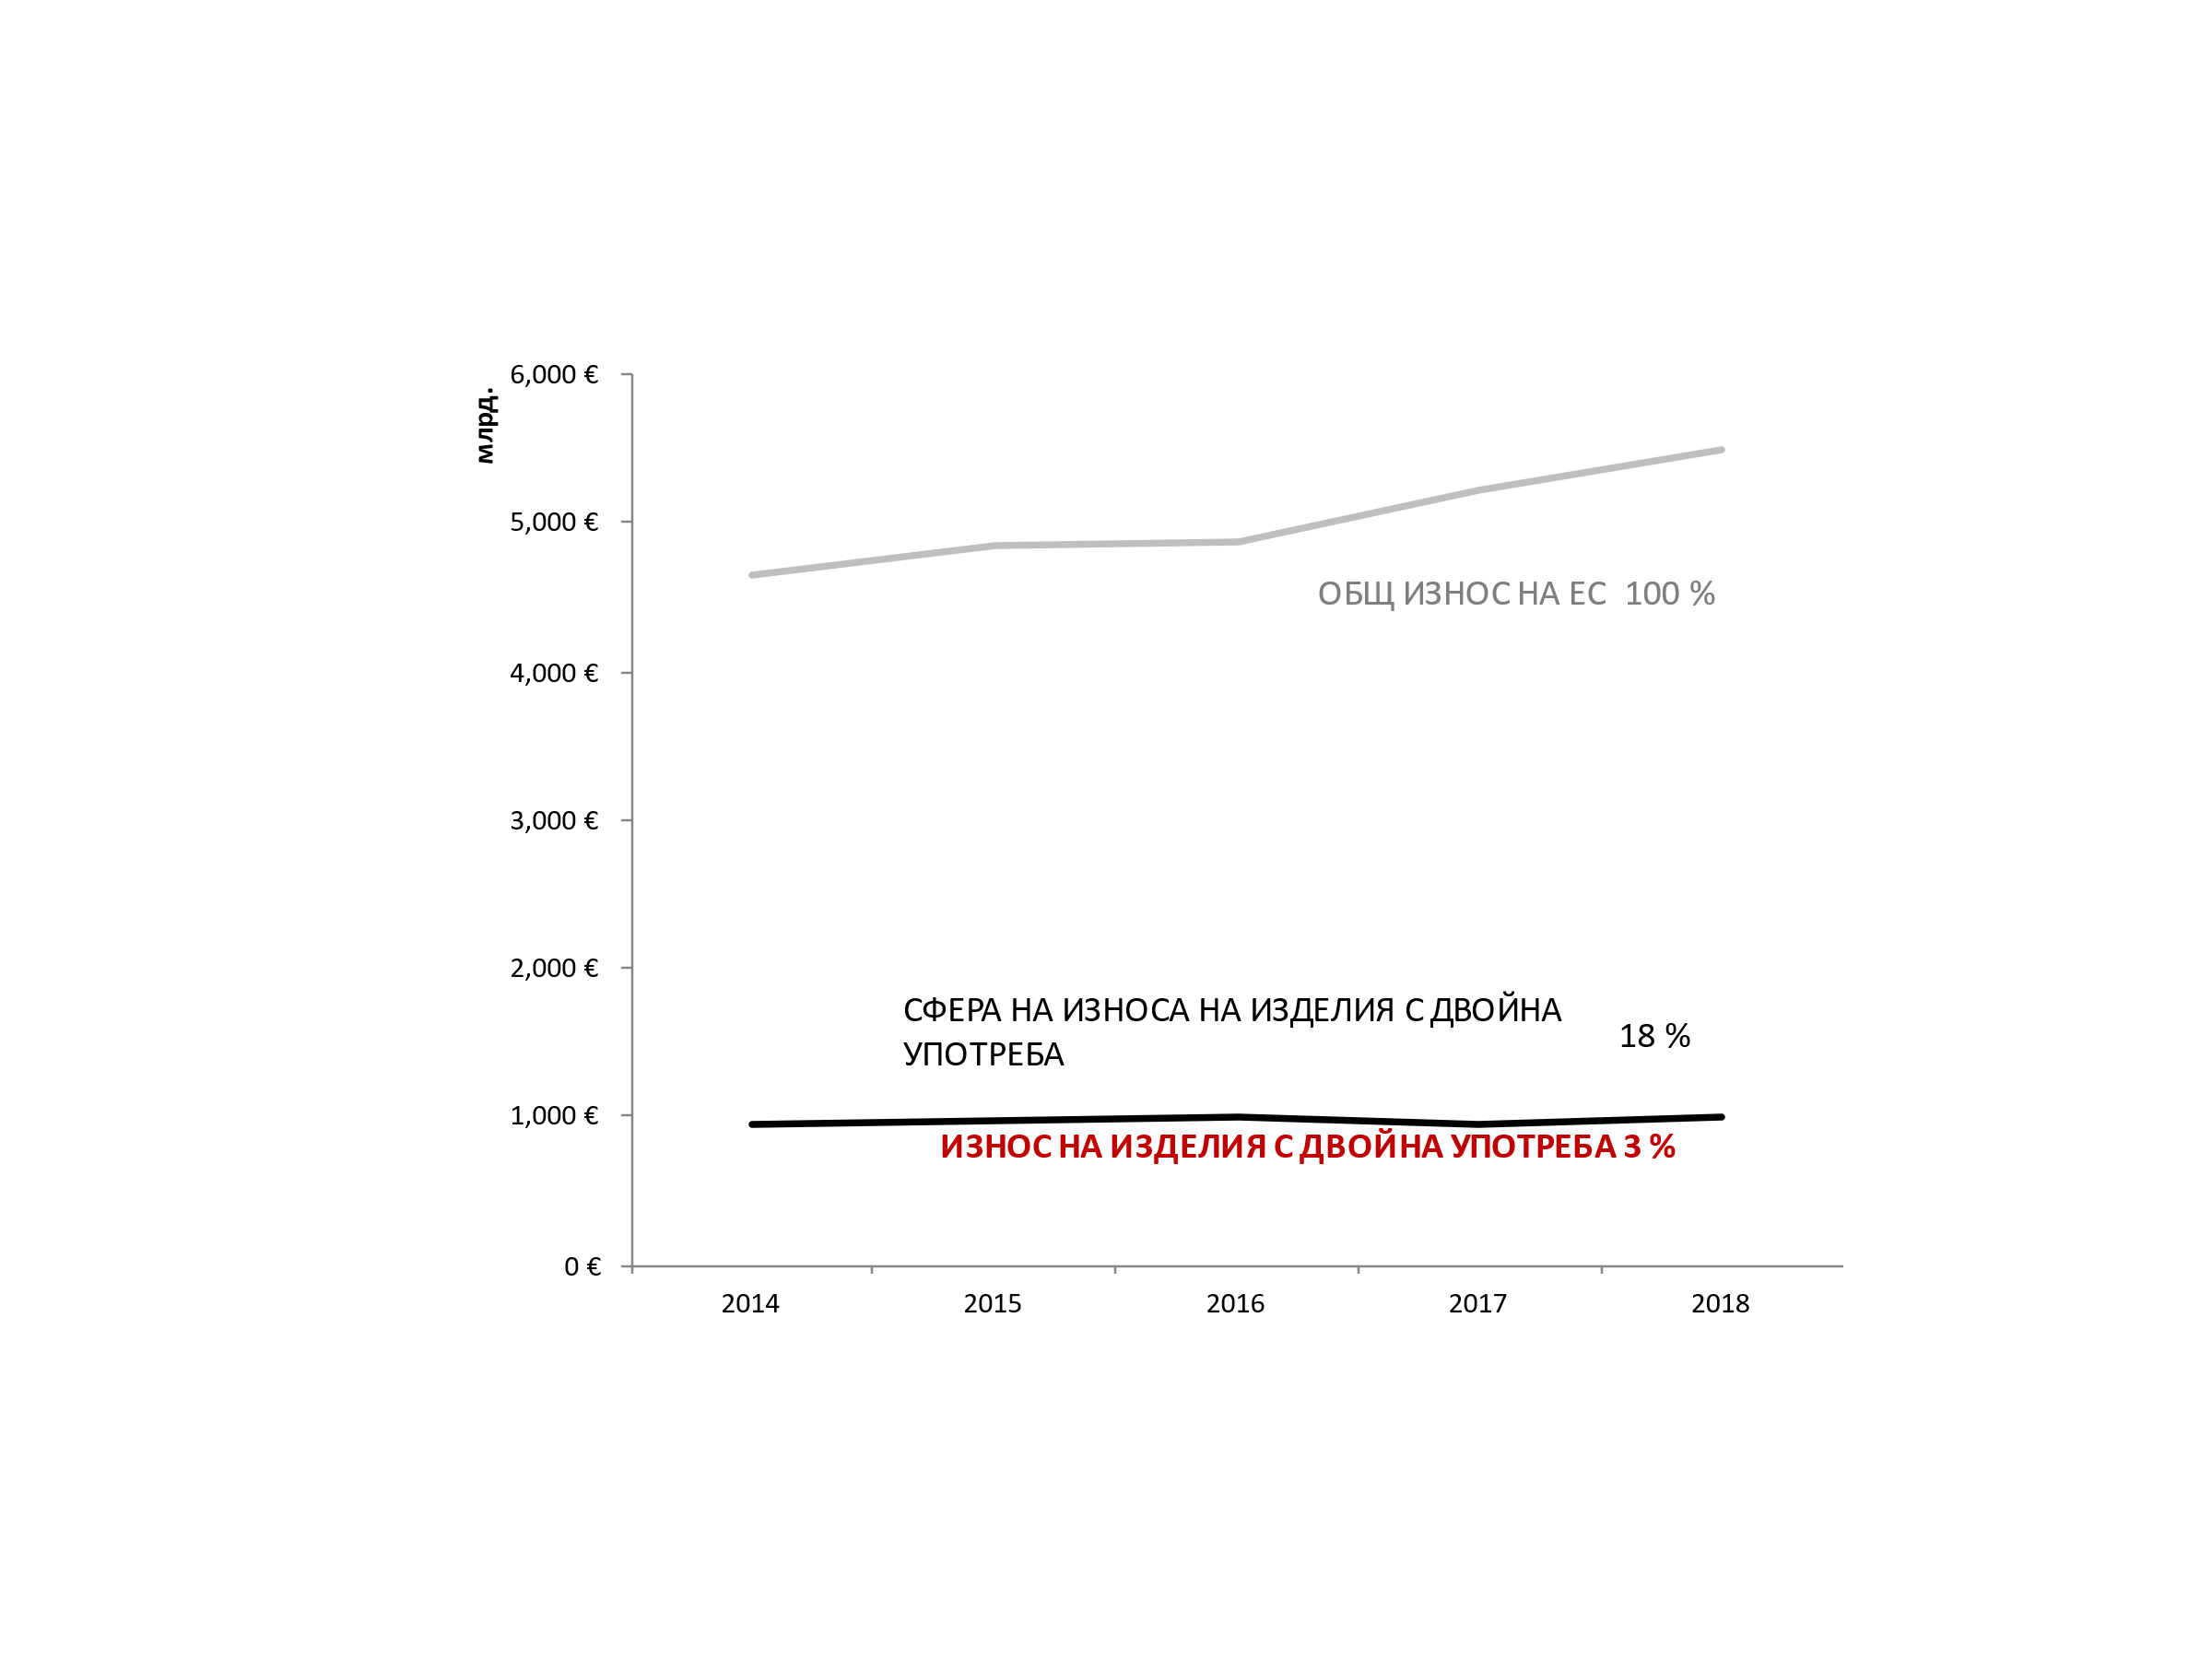 млрд.
6,000 €
5,000 €
4,000 €
3,000 €
2,000 €
1,000 €
0 €
ОБЩ ИЗНОС НА ЕС 100 %
СФЕРА НА ИЗНОСА НА ИЗДЕЛИЯ С ДВОЙНА
УПОТРЕБА
18 %
ИЗНОС НА ИЗДЕЛИЯ С ДВОЙНА УПОТРЕБА 3 %
2014 2015 2016 2017 2018